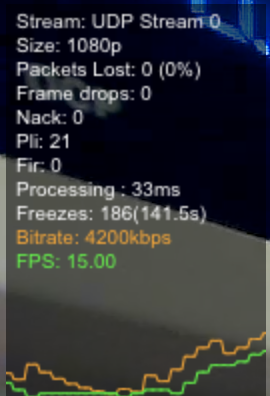 Stream: UDP Stream 0
Size: 1080p
Packets Lost: 0 (0%)
Frame drops: 0
Nack: 0
Pli: 21
Fir: 0
Processing : 33ms
Freezes: 186(141.5s)
Bitrate: 4200kbps
FPS: 15.00